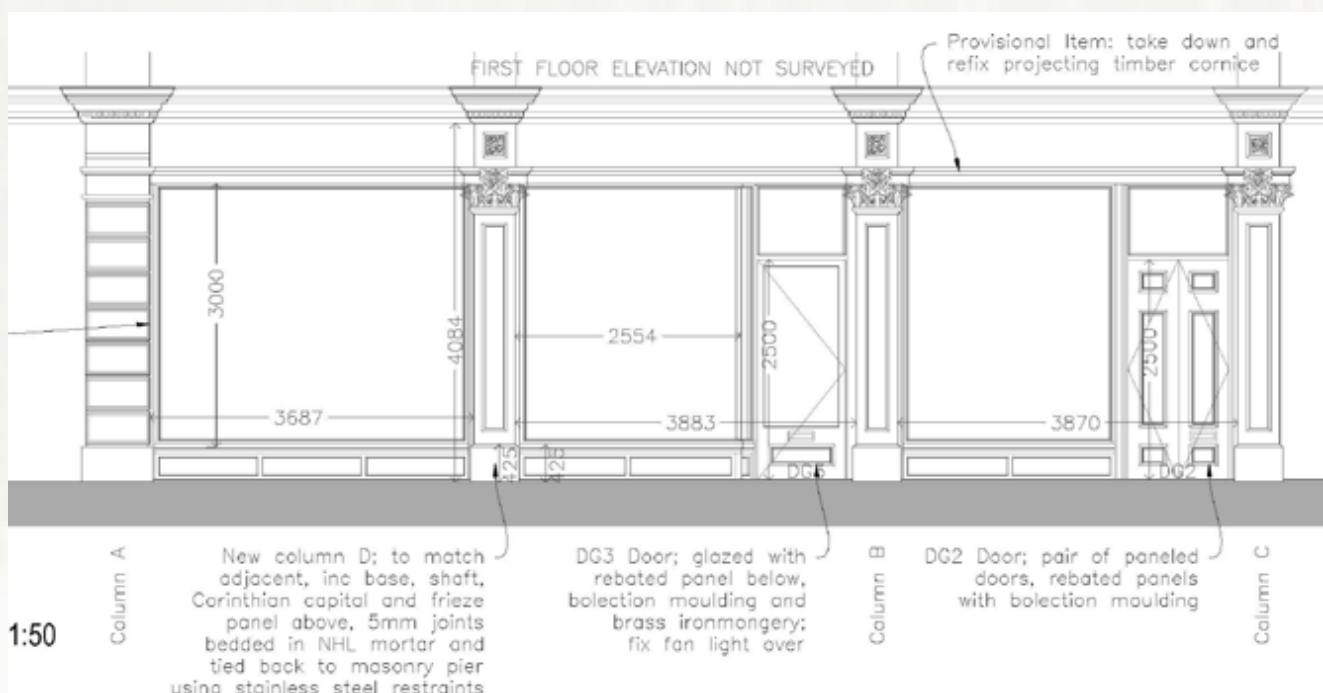 FIRST FLOOR ELEVATION NOT SURVEYED
Provisional Item: take down and
refix projecting timber cornice
3000
4084
2554
2500
2500
3687
3883
3870
425
425
DG3
DG2
Column A
New column D; to match
adjacent, inc base, shaft,
Corinthian capital and frieze
panel above, 5mm joints
bedded in NHL mortar and
tied back to masonry pier
using stainless steel restraints
DG3 Door; glazed with
rebated panel below,
bolection moulding and
brass ironmongery;
fix fan light over
Column B
DG2 Door; pair of paneled
doors, rebated panels
with bolection moulding
Column C
1:50